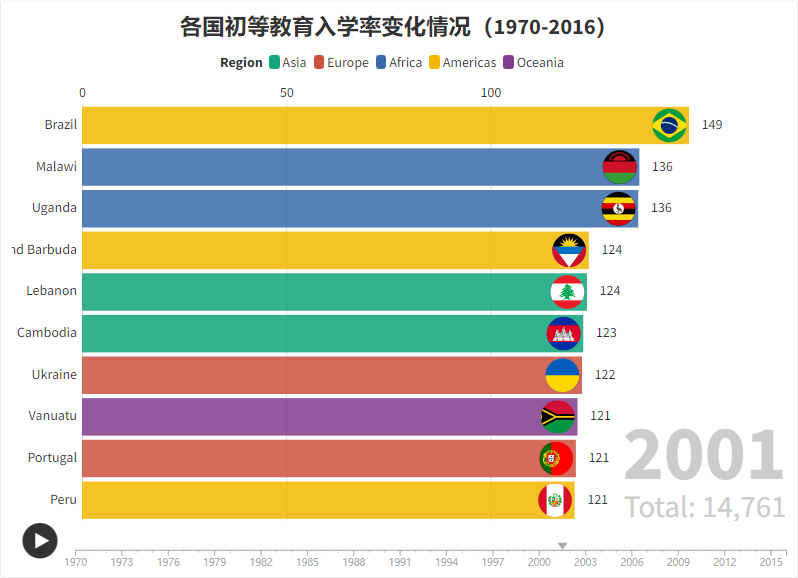 各国初等教育入学率变化情况（1970-2016）
Region Asia Europe Africa Americas Oceania
0 50 100
Brazil 149
Malawi 136
Uganda 136
nd Barbuda 124
Lebanon 124
Cambodia 123
Ukraine 122
Vanuatu 121
Portugal 121
Peru 121
2001
Total: 14,761
1970 1973 1976 1979 1982 1985 1988 1991 1994 1997 2000 2003 2006 2009 2012 2015